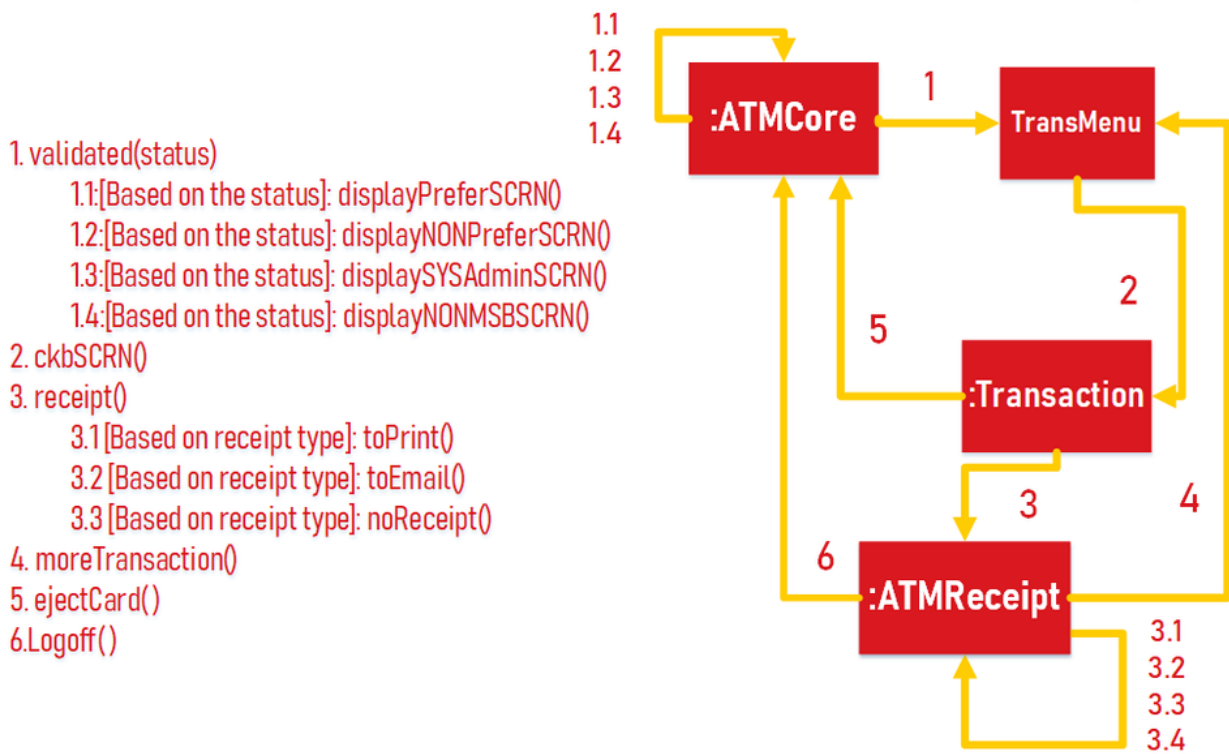 1. validated(status)
1.1:[Based on the status]: displayPreferSCRN()
1.2:[Based on the status]: displayNONPreferSCRN()
1.3:[Based on the status]: displaySYSAdminSCRN()
1.4:[Based on the status]: displayNONMSBSCRN()
2. ckbSCRN()
3. receipt()
3.1 [Based on receipt type]: toPrint()
3.2 [Based on receipt type]: toEmail()
3.3 [Based on receipt type]: noReceipt()
4. moreTransaction()
5. ejectCard()
6.Logoff()
1.1
1.2
1.3
1.4
:ATMCore
1
TransMenu
2
5
:Transaction
3
4
6
:ATMReceipt
3.1
3.2
3.3
3.4